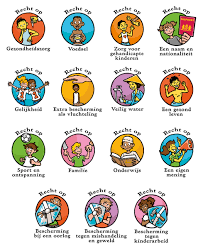 Recht op
Recht op
Recht op
Recht op
Gezondheidszorg
Voedsel
Zorg voor
gehandicapte
kinderen
Een naam en
nationaliteit
Recht op
Recht op
Recht op
Recht op
Gelijkheid
Extra bescherming
als vluchteling
Veilig water
Een gezond
leven
Recht op
Recht op
Recht op
Recht op
Sport en
ontspanning
Familie
Onderwijs
Een eigen
mening
Recht op
Recht op
Recht op
Bescherming
bij een oorlog
Bescherming
tegen mishandeling
en geweld
Bescherming
tegen
kinderarbeid